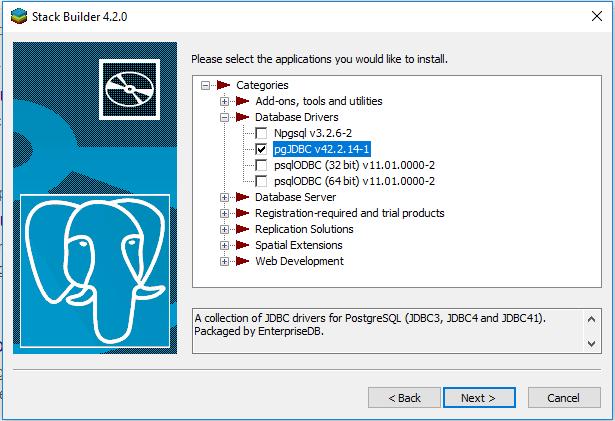 Stack Builder 4.2.0
Please select the applications you would like to install.
Categories
Add-ons, tools and utilities
Database Drivers
Npgsql v3.2.6-2
pgJDBC v42.2.14-1
psqlODBC (32 bit) v11.01.0000-2
psqlODBC (64 bit) v11.01.0000-2
Database Server
Registration-required and trial products
Replication Solutions
Spatial Extensions
Web Development
A collection of JDBC drivers for PostgreSQL (JDBC3, JDBC4 and JDBC41).
Packaged by EnterpriseDB.
< Back
Next >
Cancel